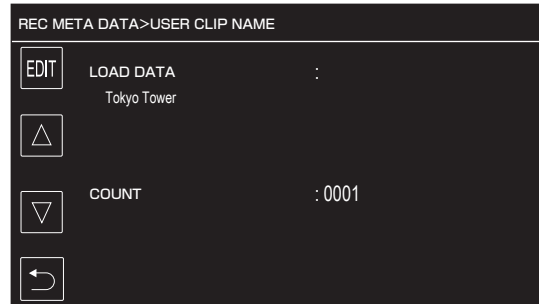 REC META DATA>USER CLIP NAME
EDIT
LOAD DATA :
Tokyo Tower
COUNT : 0001